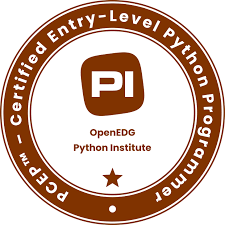 PCEP™ – Certified Entry-Level Python Programmer
PI
OpenEDG
Python Institute